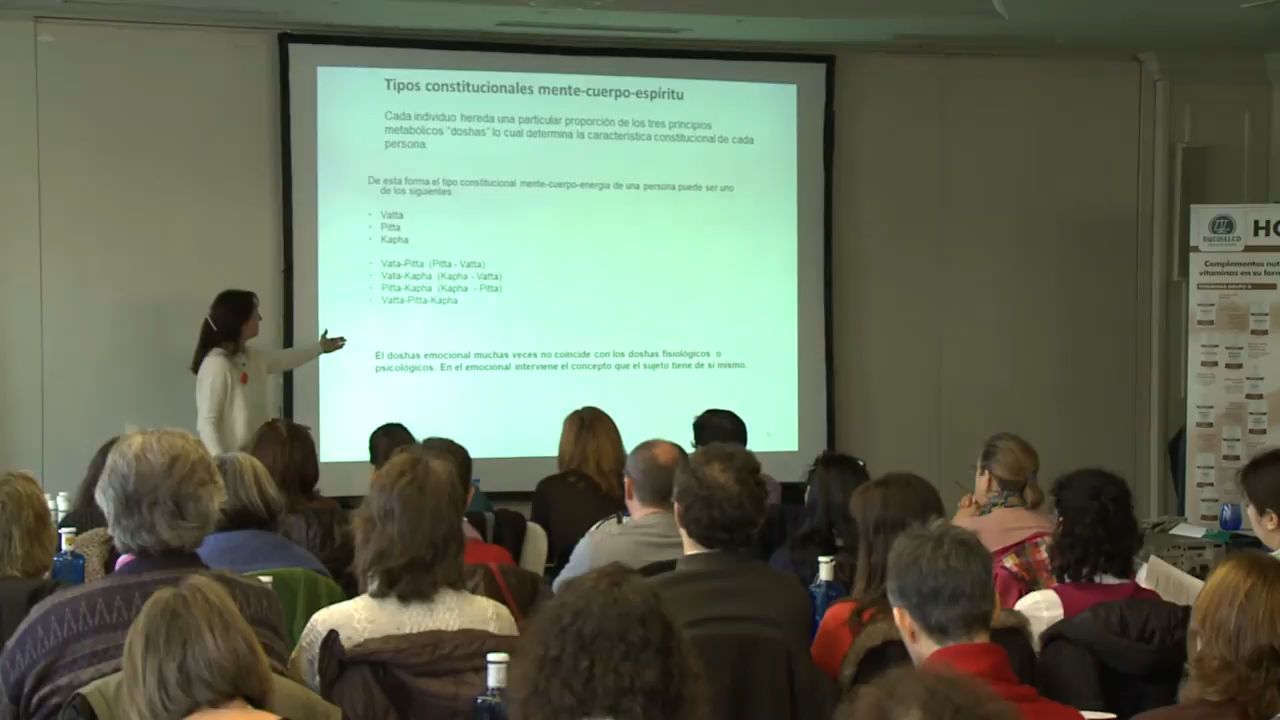 Tipos constitucionales mente-cuerpo-espíritu
Cada individuo hereda una particular proporción de los tres principios
metabólicos "doshas" lo cual determina la característica constitucional de cada
persona.
De esta forma el tipo constitucional mente-cuerpo-energia de una persona puede ser uno
de los siguientes
· Vatta
· Pitta
· Kapha
· Vata-Pitta (Pitta - Vatta)
· Vata-Kapha (Kapha - Vatta)
· Pitta-Kapha (Kapha - Pitta)
· Vatta-Pitta-Kapha
El doshas emocional muchas veces no coincide con los doshas fisiológicos o
psicológicos. En el emocional interviene el concepto que el sujeto tiene de si mismo.
EQUISALUD
HO
Complementos nut
vitaminas en su form